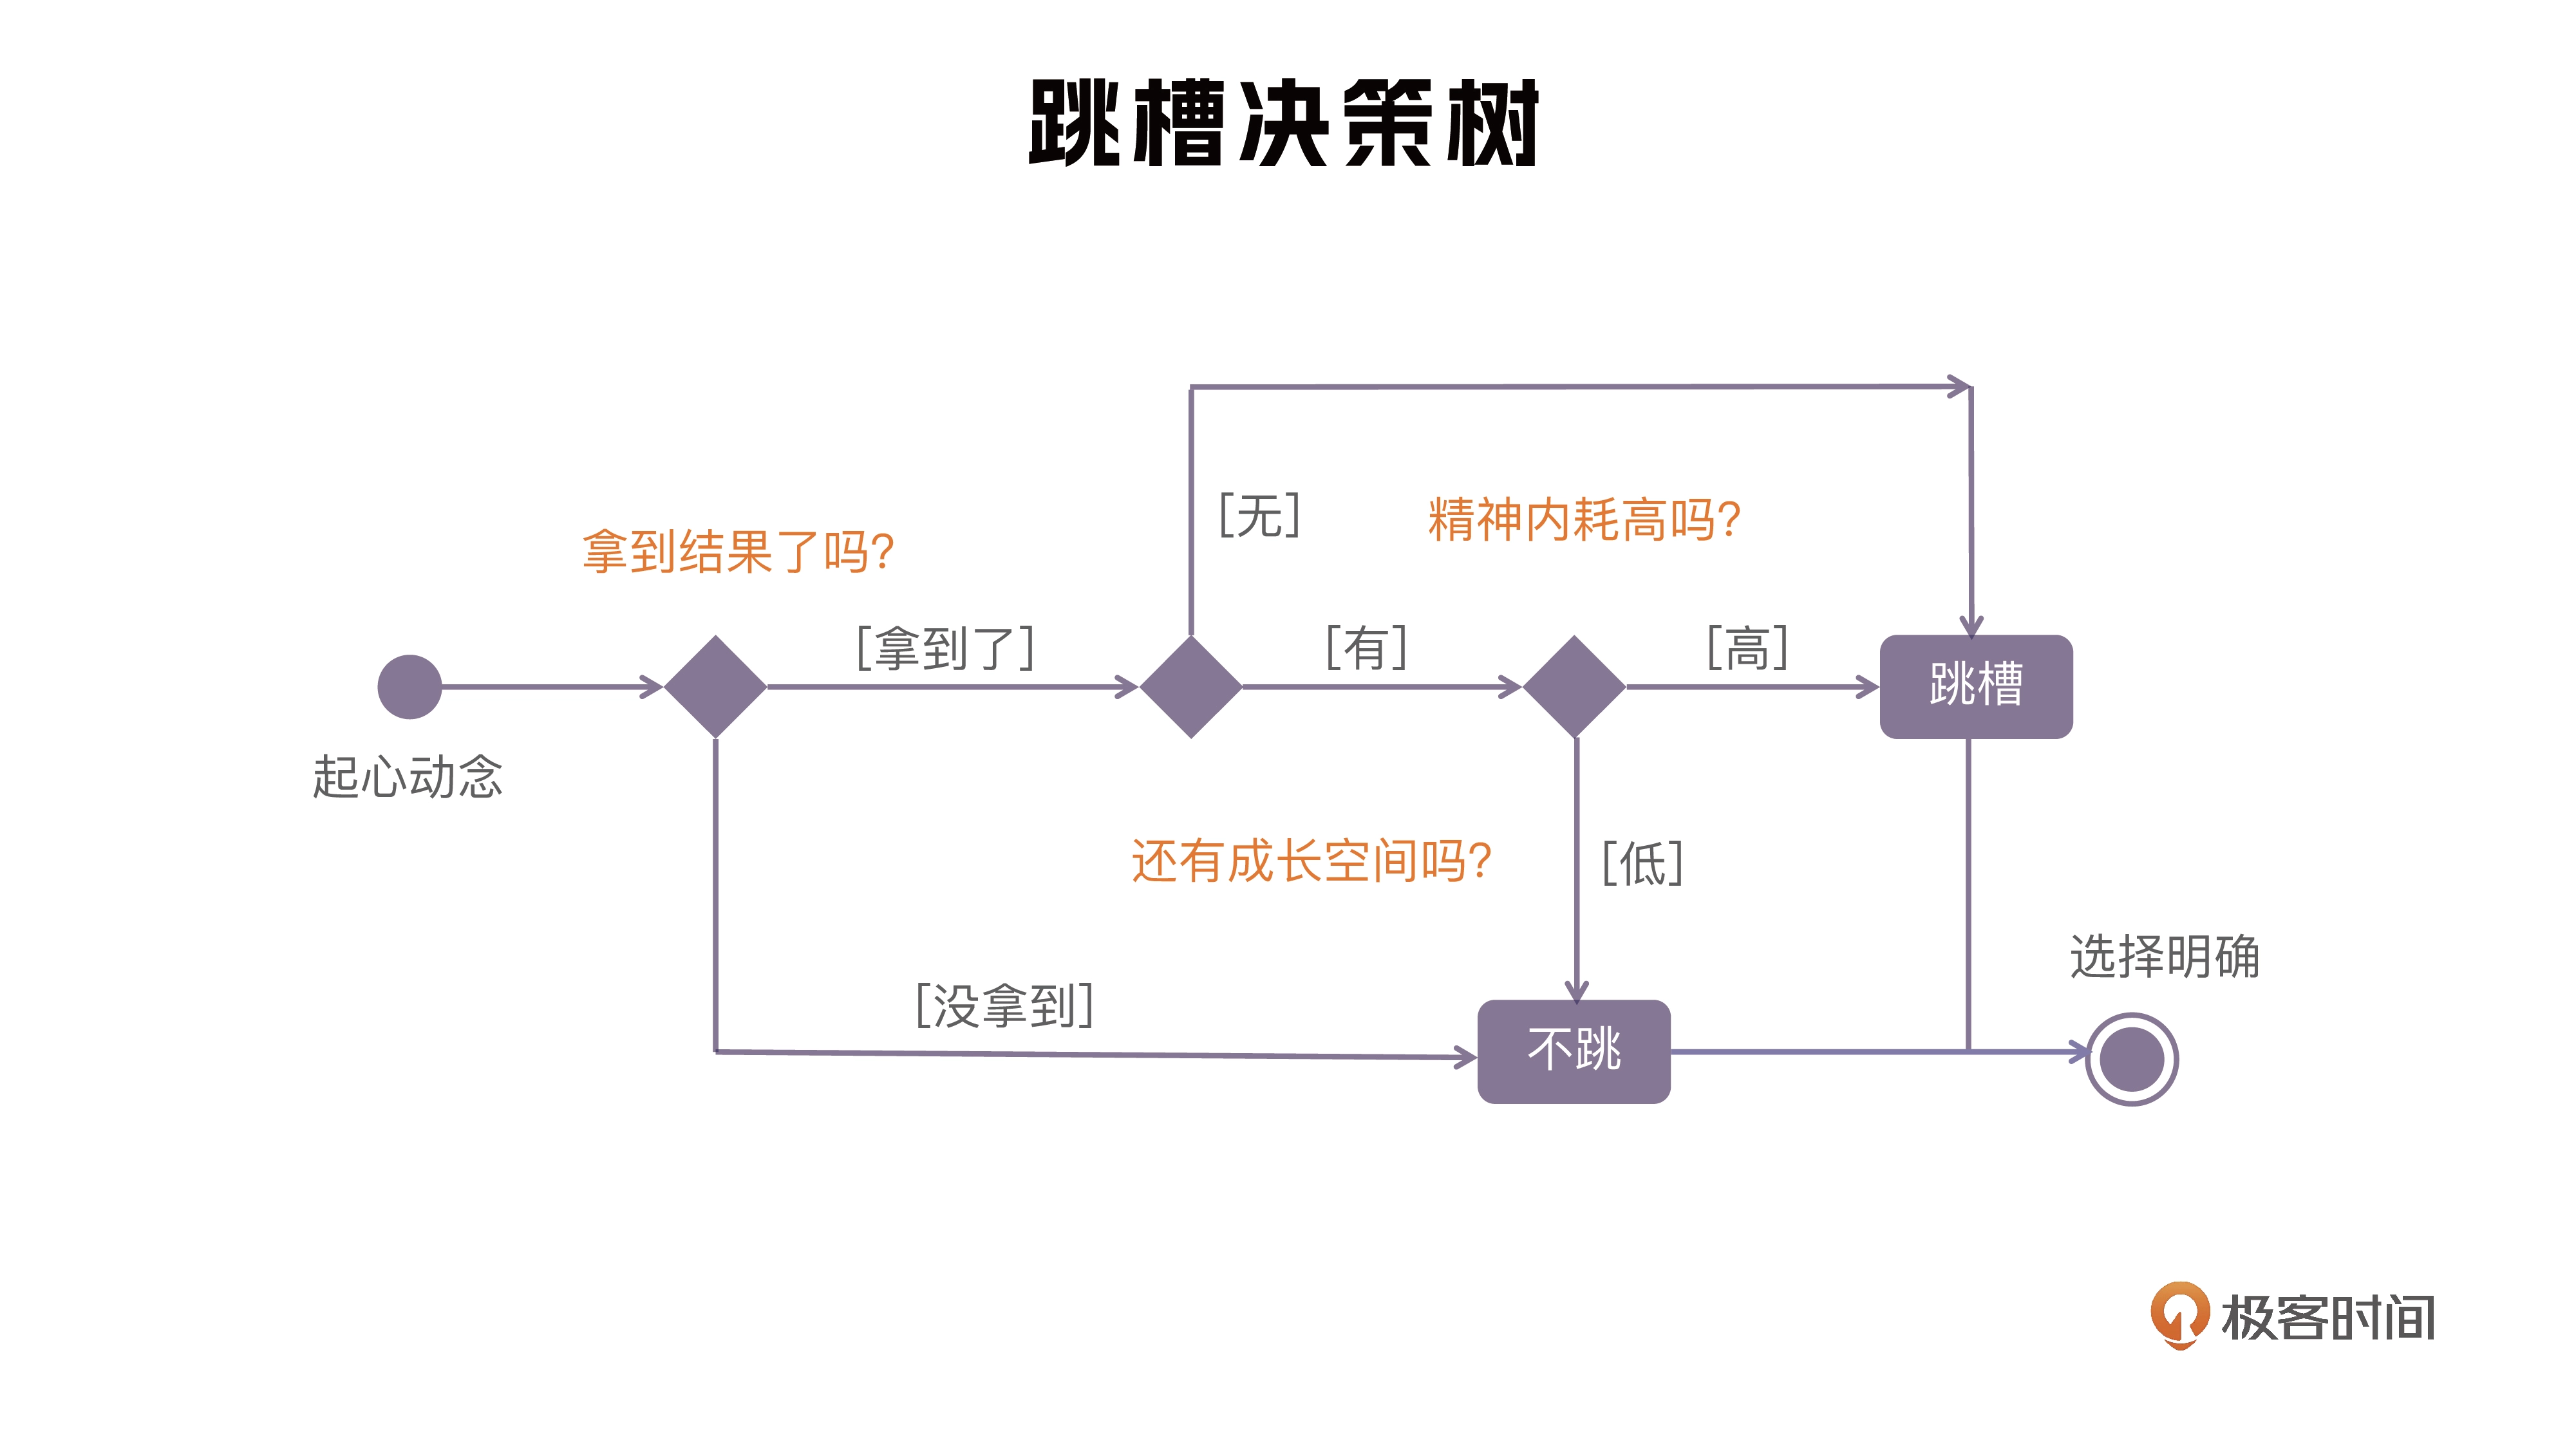 跳槽决策树
[无]
精神内耗高吗?
拿到结果了吗?
[拿到了]
[有]
[高]
跳槽
起心动念
还有成长空间吗?
[低]
选择明确
[没拿到]
不跳
极客时间